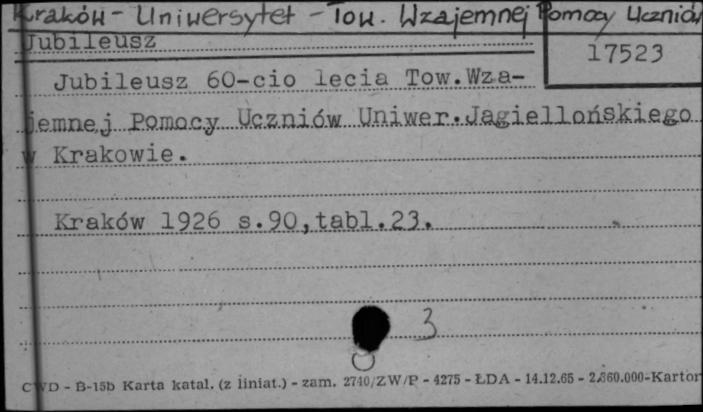 Kraków - Uniwersytet - Tow. Wzajemnej Pomocy Uczniów
Jubileusz
17523
Jubileusz 60-cio lecia Tow.Wza-
jemnej Pomocy Uczniów Uniwer.Jagiellońskiego
w Krakowie.
Kraków 1926 s.90,tabl.23.
3
CWD - B-15b Karta katal. (z liniat.) - zam. 2740/ZW/P - 4275 - ŁDA - 14.12.65 - 2.860.000-Karton